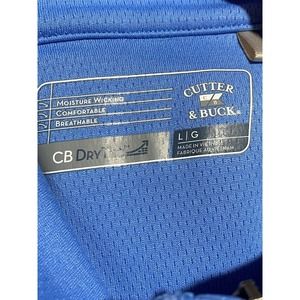 MOISTURE WICKING
COMFORTABLE
BREATHABLE
CUTTER
& BUCK
CB DRYTEC
L|G
MADE IN VIETNAM
FABRIQUE AU VIETNAM